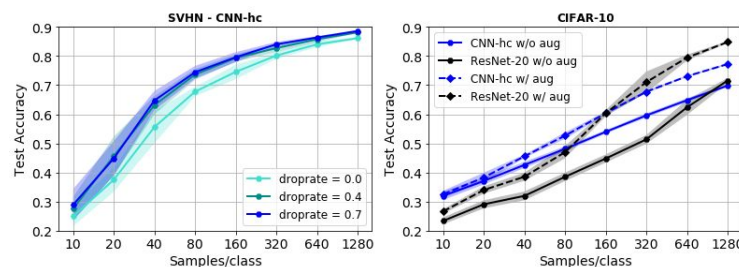 SVHN - CNN-hc
Test Accuracy
0.9
0.8
0.7
0.6
0.5
0.4
0.3
0.2
droprate = 0.0
droprate = 0.4
droprate = 0.7
10 20 40 80 160 320 640 1280
Samples/class
CIFAR-10
Test Accuracy
0.9
0.8
0.7
0.6
0.5
0.4
0.3
0.2
CNN-hc w/o aug
ResNet-20 w/o aug
CNN-hc w/ aug
ResNet-20 w/ aug
10 20 40 80 160 320 640 1280
Samples/class